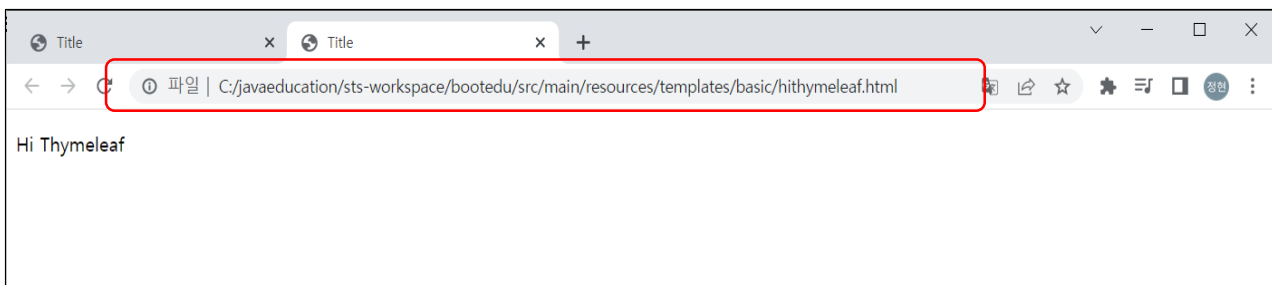 Title
Title
파일 | C:/javaeducation/sts-workspace/bootedu/src/main/resources/templates/basic/hithymeleaf.html
정현
Hi Thymeleaf